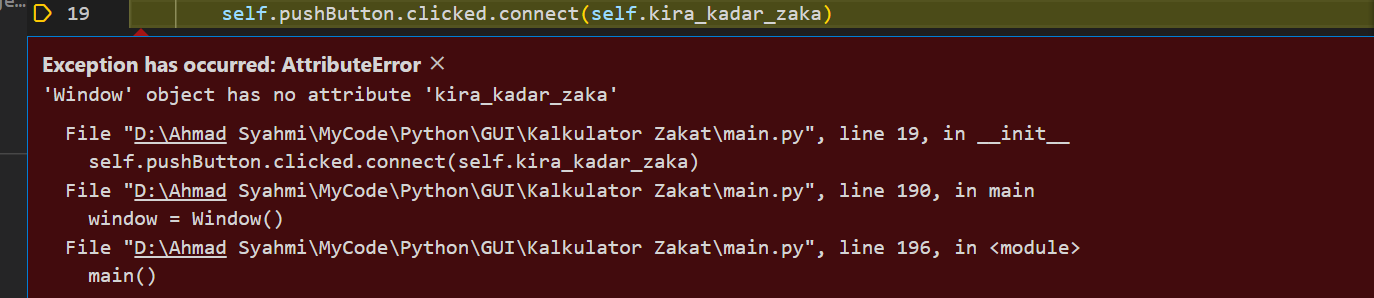 19 self.pushButton.clicked.connect(self.kira_kadar_zaka)
Exception has occurred: AttributeError ×
'Window' object has no attribute 'kira_kadar_zaka'
File "D:\Ahmad Syahmi\MyCode\Python\GUI\Kalkulator Zakat\main.py", line 19, in __init__
self.pushButton.clicked.connect(self.kira_kadar_zaka)
File "D:\Ahmad Syahmi\MyCode\Python\GUI\Kalkulator Zakat\main.py", line 190, in main
window = Window()
File "D:\Ahmad Syahmi\MyCode\Python\GUI\Kalkulator Zakat\main.py", line 196, in <module>
main()